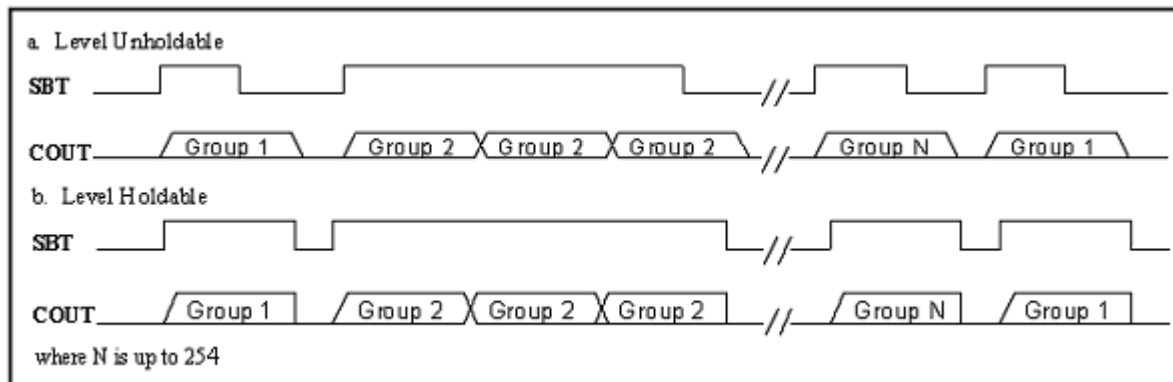 a. Level Unholdable
SBT
//
COUT Group 1 Group 2 Group 2 Group 2 // Group N Group 1
b. Level Holdable
SBT
//
COUT Group 1 Group 2 Group 2 Group 2 // Group N Group 1
where N is up to 254